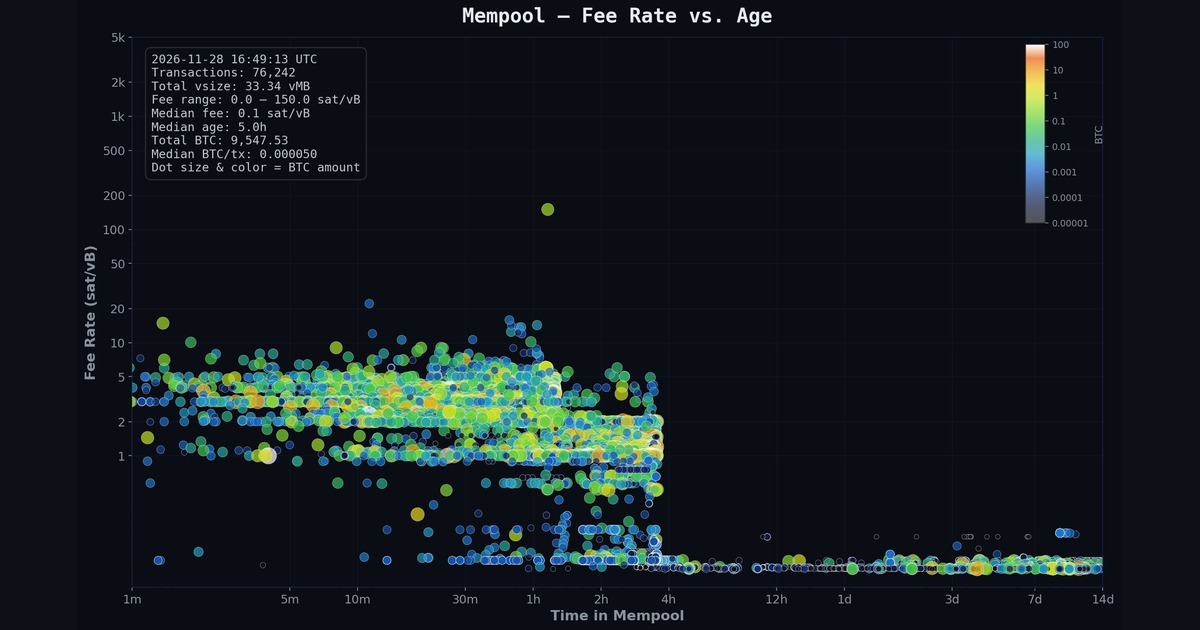 Mempool — Fee Rate vs. Age
5k
2k
1k
500
200
100
50
20
10
5
2
1
Fee Rate (sat/vB)
2026-11-28 16:49:13 UTC
Transactions: 76,242
Total vsize: 33.34 vMB
Fee range: 0.0 — 150.0 sat/vB
Median fee: 0.1 sat/vB
Median age: 5.0h
Total BTC: 9,547.53
Median BTC/tx: 0.000050
Dot size & color = BTC amount
100
10
1
0.1
0.01
0.001
0.0001
0.00001
BTC
1m
5m
10m
30m
1h
2h
4h
12h
1d
3d
7d
14d
Time in Mempool